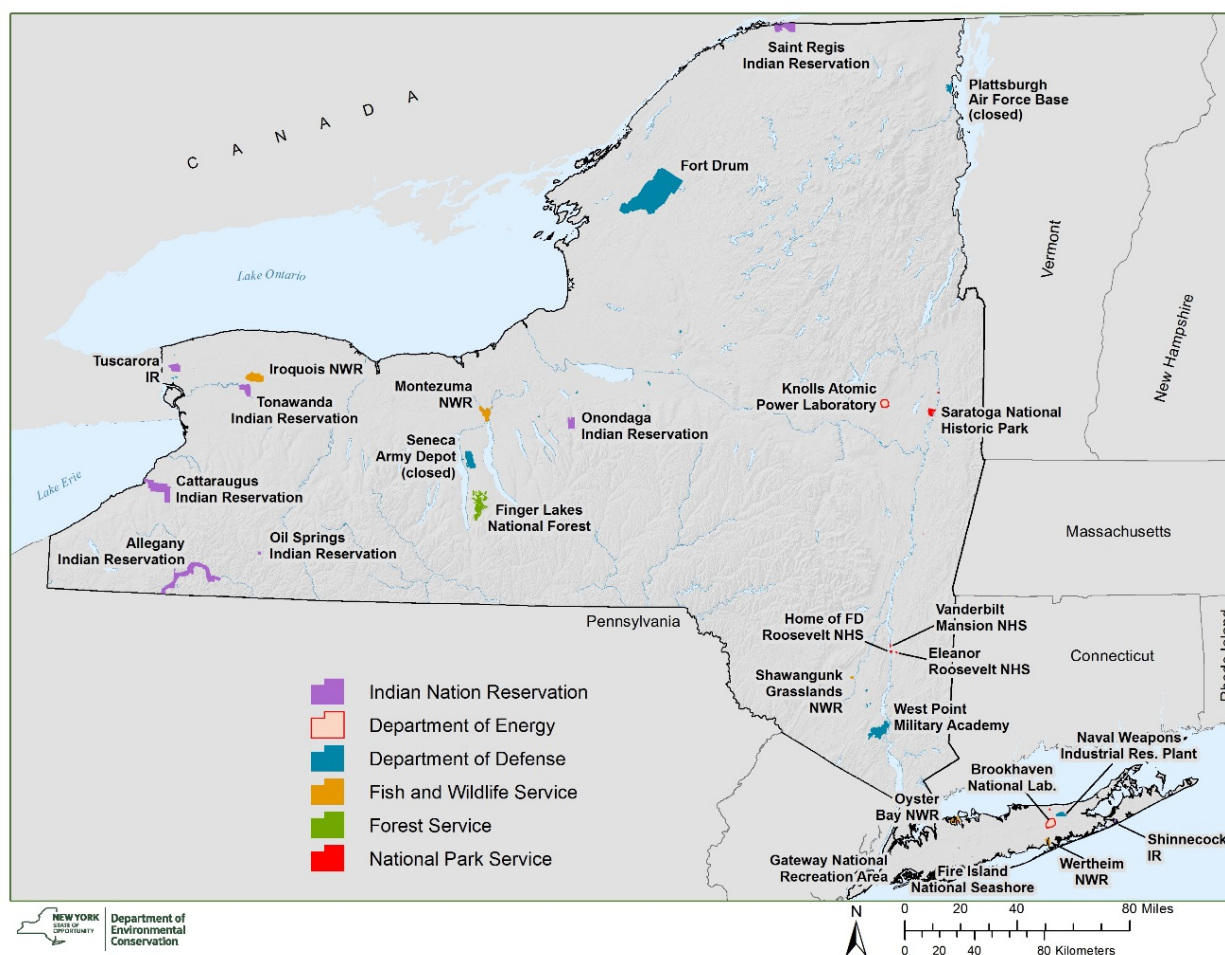 Saint Regis
Indian Reservation
Plattsburgh
Air Force Base
(closed)
CANADA
Fort Drum
Vermont
New Hampshire
Lake Ontario
Tuscarora
IR
Iroquois NWR
Tonawanda
Indian Reservation
Montezuma
NWR
Knolls Atomic
Power Laboratory
Saratoga National
Historic Park
Onondaga
Indian Reservation
Seneca
Army Depot
(closed)
Lake Erie
Cattaraugus
Indian Reservation
Finger Lakes
National Forest
Massachusetts
Allegany
Indian Reservation
Oil Springs
Indian Reservation
Pennsylvania
Home of FD
Roosevelt NHS
Vanderbilt
Mansion NHS
Eleanor
Roosevelt NHS
Connecticut
Rhode Island
Shawangunk
Grasslands
NWR
West Point
Military Academy
Naval Weapons
Industrial Res. Plant
Brookhaven
National Lab.
Oyster
Bay NWR
Shinnecock
IR
Wertheim
NWR
Gateway National
Recreation Area
Fire Island
National Seashore
Indian Nation Reservation
Department of Energy
Department of Defense
Fish and Wildlife Service
Forest Service
National Park Service
NEW YORK
STATE OF
OPPORTUNITY
Department of
Environmental
Conservation
N
0 20 40 80 Miles
0 20 40 80 Kilometers